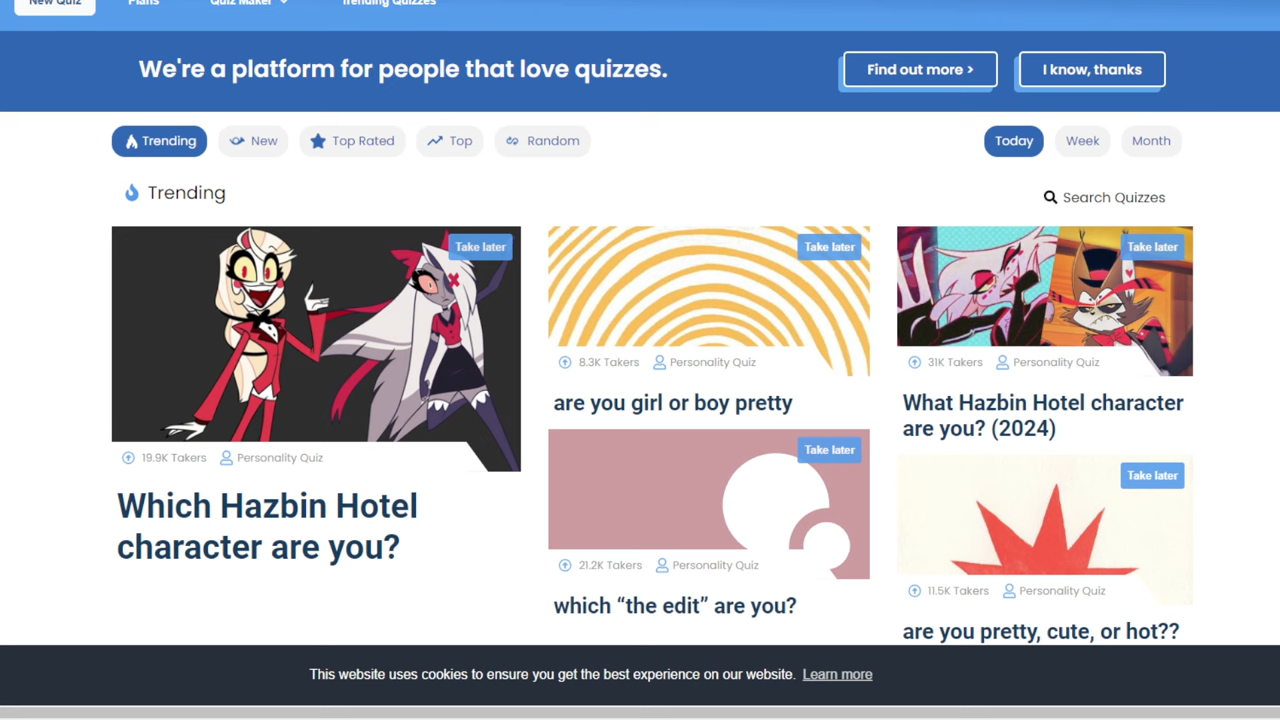 New Quiz
Plans
Quiz Maker
Trending Quizzes
We're a platform for people that love quizzes.
Find out more >
I know, thanks
Trending
New
Top Rated
Top
Random
Today
Week
Month
Trending
Search Quizzes
Take later
19.9K Takers
Personality Quiz
Which Hazbin Hotel
character are you?
Take later
8.3K Takers
Personality Quiz
are you girl or boy pretty
Take later
21.2K Takers
Personality Quiz
which “the edit” are you?
Take later
31K Takers
Personality Quiz
What Hazbin Hotel character
are you? (2024)
Take later
11.5K Takers
Personality Quiz
are you pretty, cute, or hot??
This website uses cookies to ensure you get the best experience on our website. Learn more